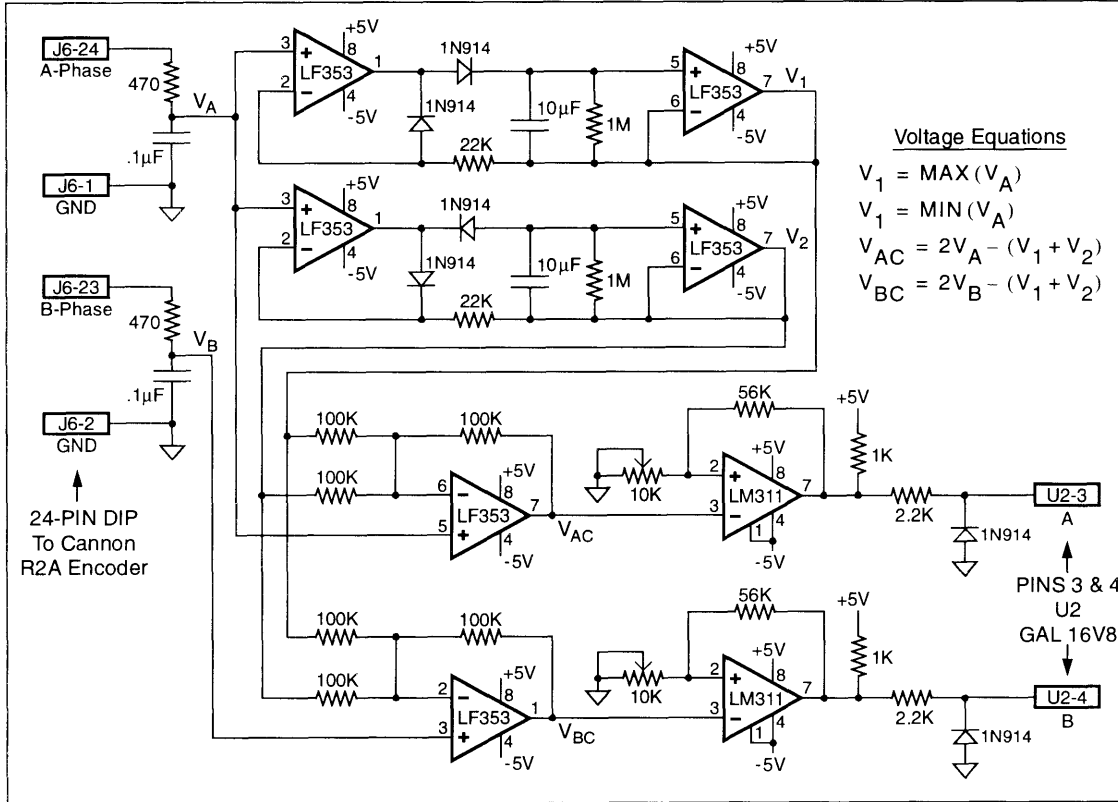 J6-24
A-Phase
470
V_A
.1µF
J6-1
GND
J6-23
B-Phase
470
V_B
.1µF
J6-2
GND
24-PIN DIP
To Cannon
R2A Encoder
3
+
2
−
+5V
8
LF353
1
4
-5V
1N914
1N914
22K
10µF
1M
5
+
6
−
+5V
8
LF353
7
4
-5V
V_1
3
+
2
−
+5V
8
LF353
1
4
-5V
1N914
1N914
22K
10µF
1M
5
+
6
−
+5V
8
LF353
7
4
-5V
V_2
Voltage Equations
V_1 = MAX (V_A)
V_1 = MIN (V_A)
V_AC = 2V_A − (V_1 + V_2)
V_BC = 2V_B − (V_1 + V_2)
100K
100K
100K
6
−
5
+
+5V
8
LF353
7
4
-5V
V_AC
10K
56K
2
+
3
−
+5V
8
LM311
7
1
4
-5V
+5V
1K
2.2K
1N914
U2-3
A
100K
100K
100K
2
−
3
+
+5V
8
LF353
1
4
-5V
V_BC
10K
56K
2
+
3
−
+5V
8
LM311
7
1
4
-5V
+5V
1K
2.2K
1N914
PINS 3 & 4
U2
GAL 16V8
U2-4
B